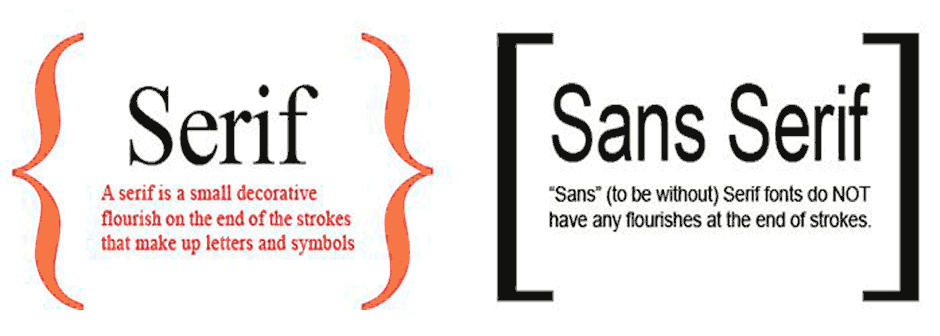 Serif
A serif is a small decorative
flourish on the end of the strokes
that make up letters and symbols
Sans Serif
“Sans” (to be without) Serif fonts do NOT
have any flourishes at the end of strokes.